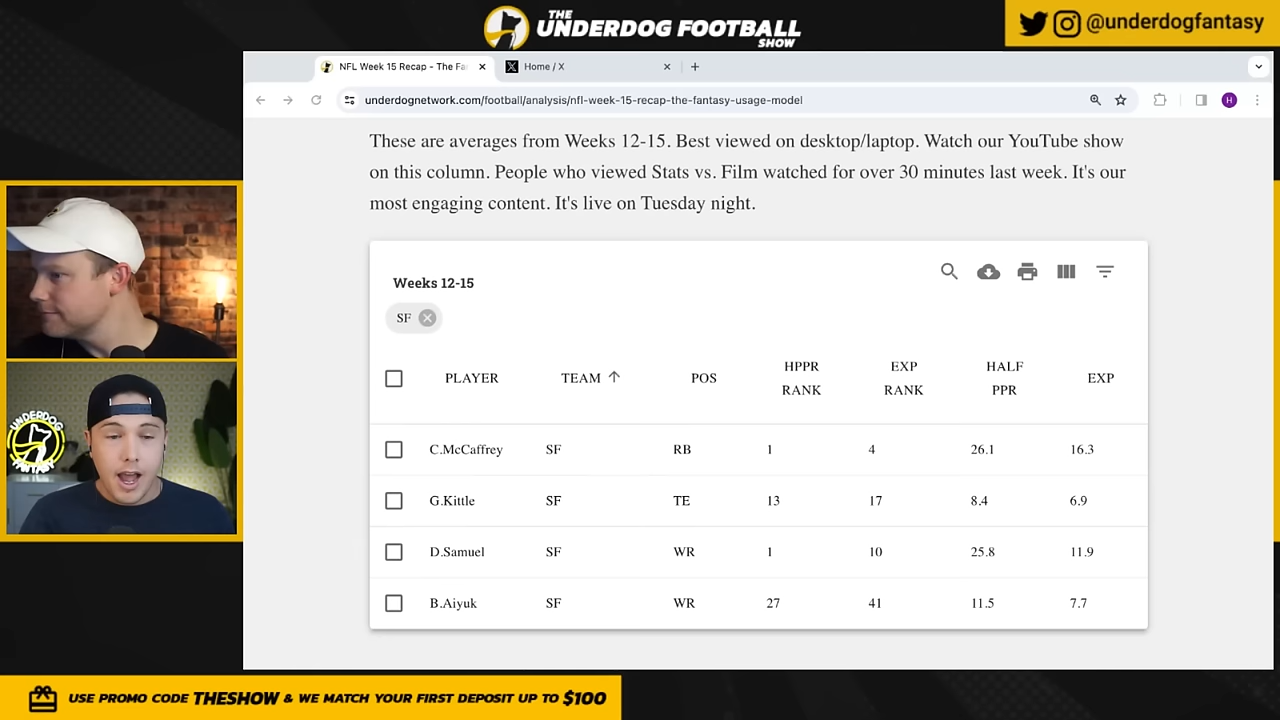 THE
UNDERDOG FOOTBALL
SHOW
@underdogfantasy
NFL Week 15 Recap - The Fa
Home / X
underdognetwork.com/football/analysis/nfl-week-15-recap-the-fantasy-usage-model
H
These are averages from Weeks 12-15. Best viewed on desktop/laptop. Watch our YouTube show
on this column. People who viewed Stats vs. Film watched for over 30 minutes last week. It's our
most engaging content. It's live on Tuesday night.
Weeks 12-15
SF
PLAYER TEAM POS HPPR RANK EXP RANK HALF PPR EXP
C.McCaffrey SF RB 1 4 26.1 16.3
G.Kittle SF TE 13 17 8.4 6.9
D.Samuel SF WR 1 10 25.8 11.9
B.Aiyuk SF WR 27 41 11.5 7.7
UNDERDOG
FANTASY
USE PROMO CODE THESHOW & WE MATCH YOUR FIRST DEPOSIT UP TO $100